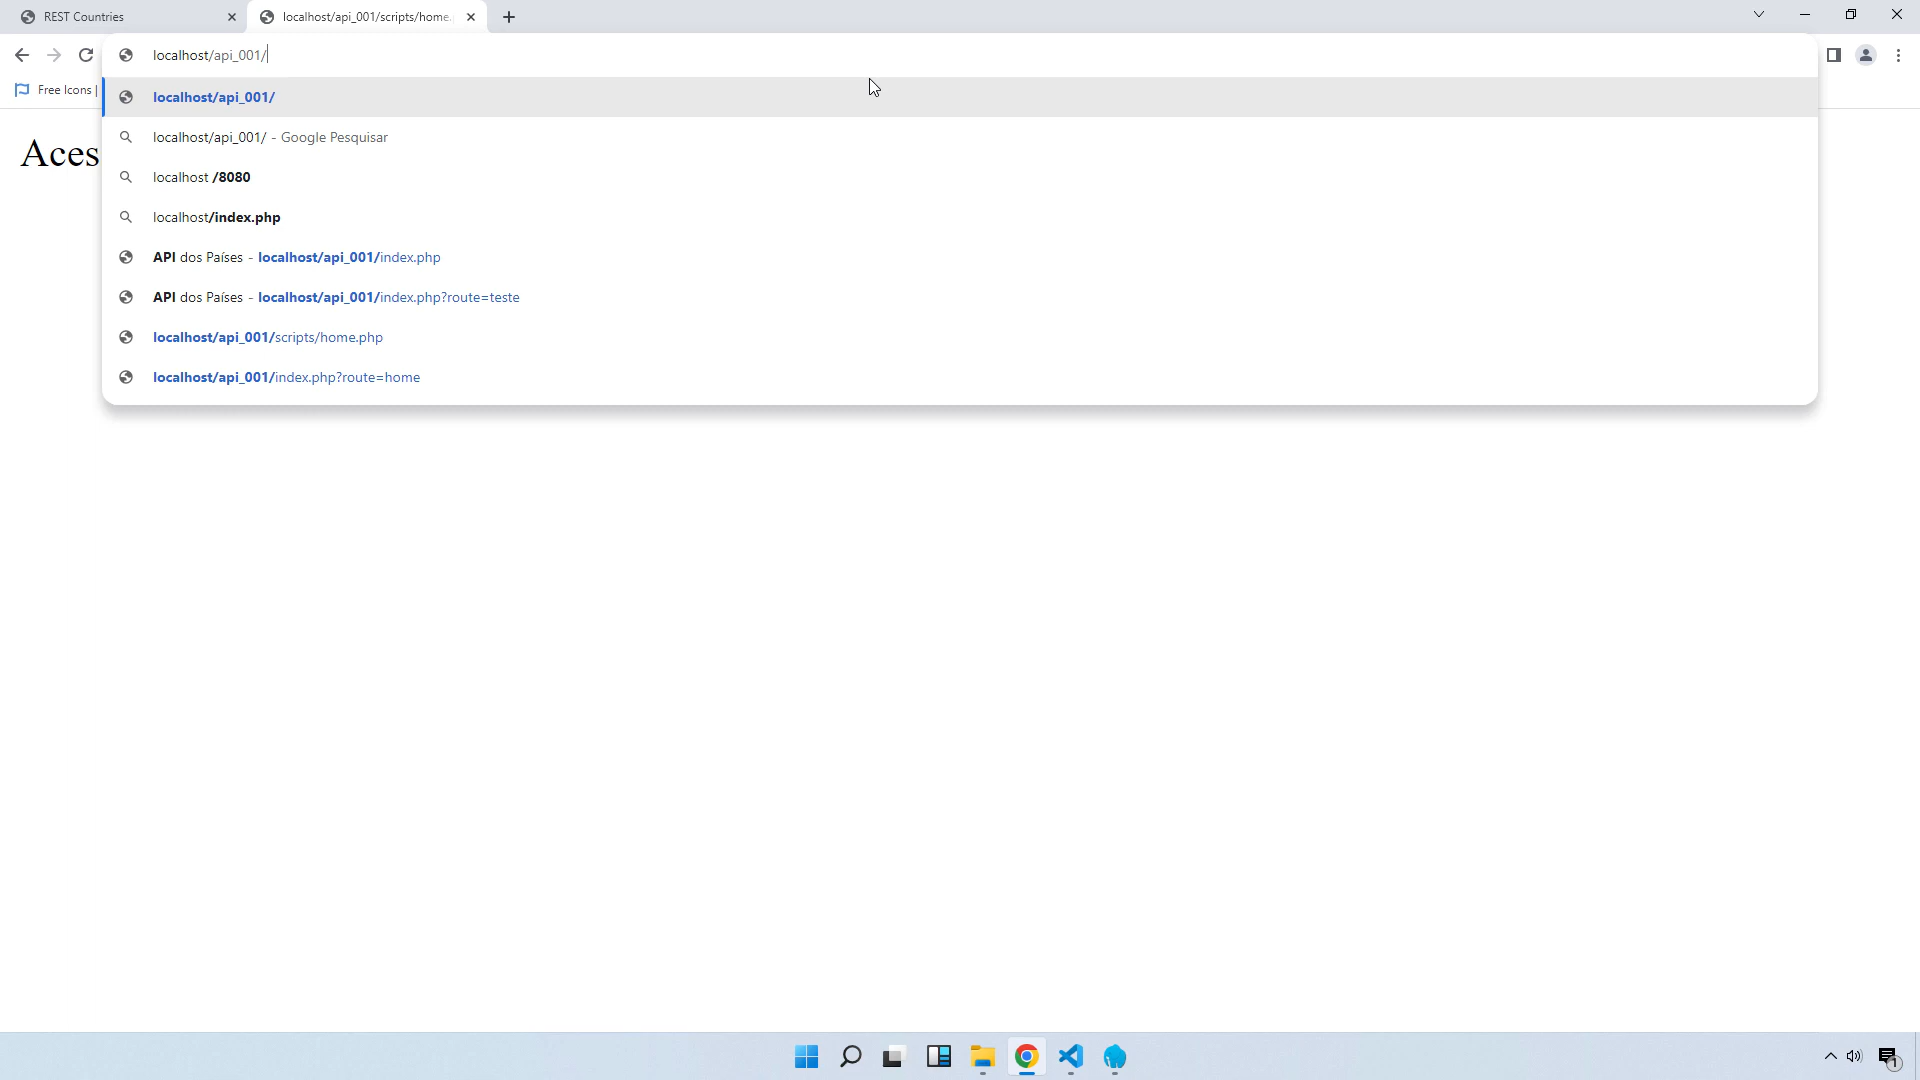 REST Countries
localhost/api_001/scripts/home.
localhost/api_001/
Free Icons |
localhost/api_001/
localhost/api_001/ - Google Pesquisar
localhost /8080
localhost/index.php
API dos Países - localhost/api_001/index.php
API dos Países - localhost/api_001/index.php?route=teste
localhost/api_001/scripts/home.php
localhost/api_001/index.php?route=home
Aces
1